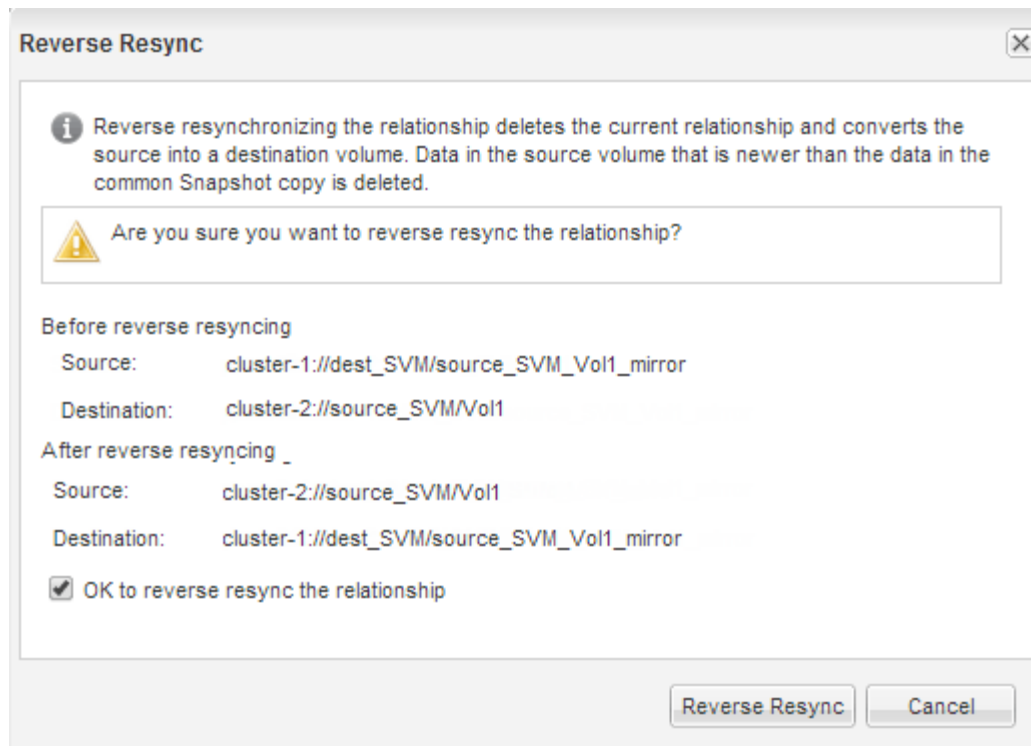 Reverse Resync
Reverse resynchronizing the relationship deletes the current relationship and converts the
source into a destination volume. Data in the source volume that is newer than the data in the
common Snapshot copy is deleted.
Are you sure you want to reverse resync the relationship?
Before reverse resyncing
Source: cluster-1://dest_SVM/source_SVM_Vol1_mirror
Destination: cluster-2://source_SVM/Vol1
After reverse resyncing
Source: cluster-2://source_SVM/Vol1
Destination: cluster-1://dest_SVM/source_SVM_Vol1_mirror
OK to reverse resync the relationship
Reverse Resync Cancel